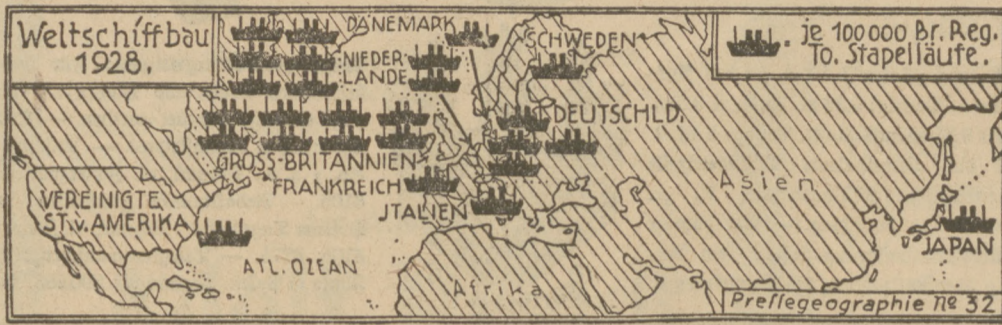 Weltschiffbau
1928.
je 100 000 Br. Reg.
To. Stapelläufe.
DÄNEMARK
SCHWEDEN
NIEDER-
LANDE
DEUTSCHLD.
GROSS-BRITANNIEN
FRANKREICH
JTALIEN
VEREINIGTE
ST. v. AMERIKA
ATL. OZEAN
Asien
Afrika
JAPAN
Pressegeographie No 32